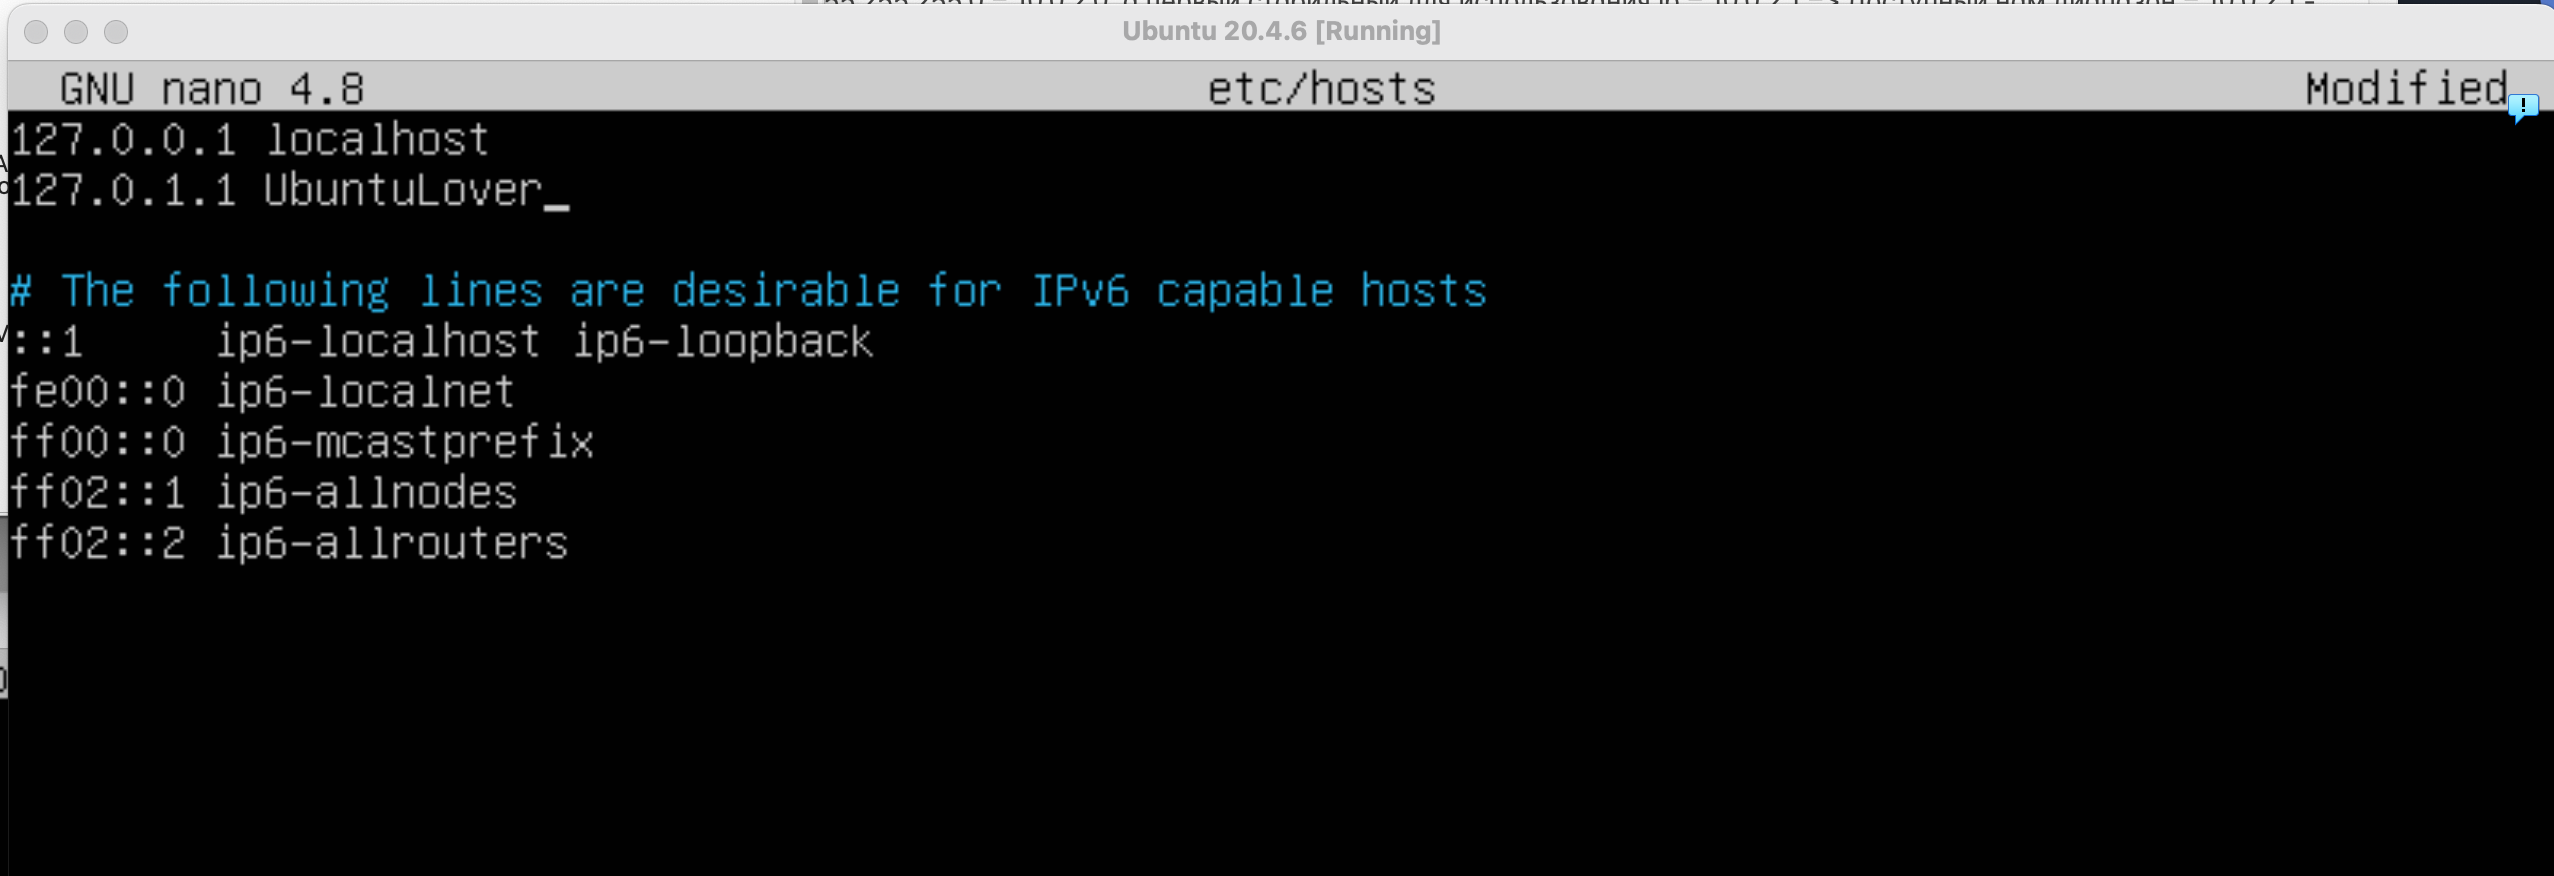 Ubuntu 20.4.6 [Running]
GNU nano 4.8 etc/hosts Modified
127.0.0.1 localhost
127.0.1.1 UbuntuLover_
# The following lines are desirable for IPv6 capable hosts
::1 ip6-localhost ip6-loopback
fe00::0 ip6-localnet
ff00::0 ip6-mcastprefix
ff02::1 ip6-allnodes
ff02::2 ip6-allrouters